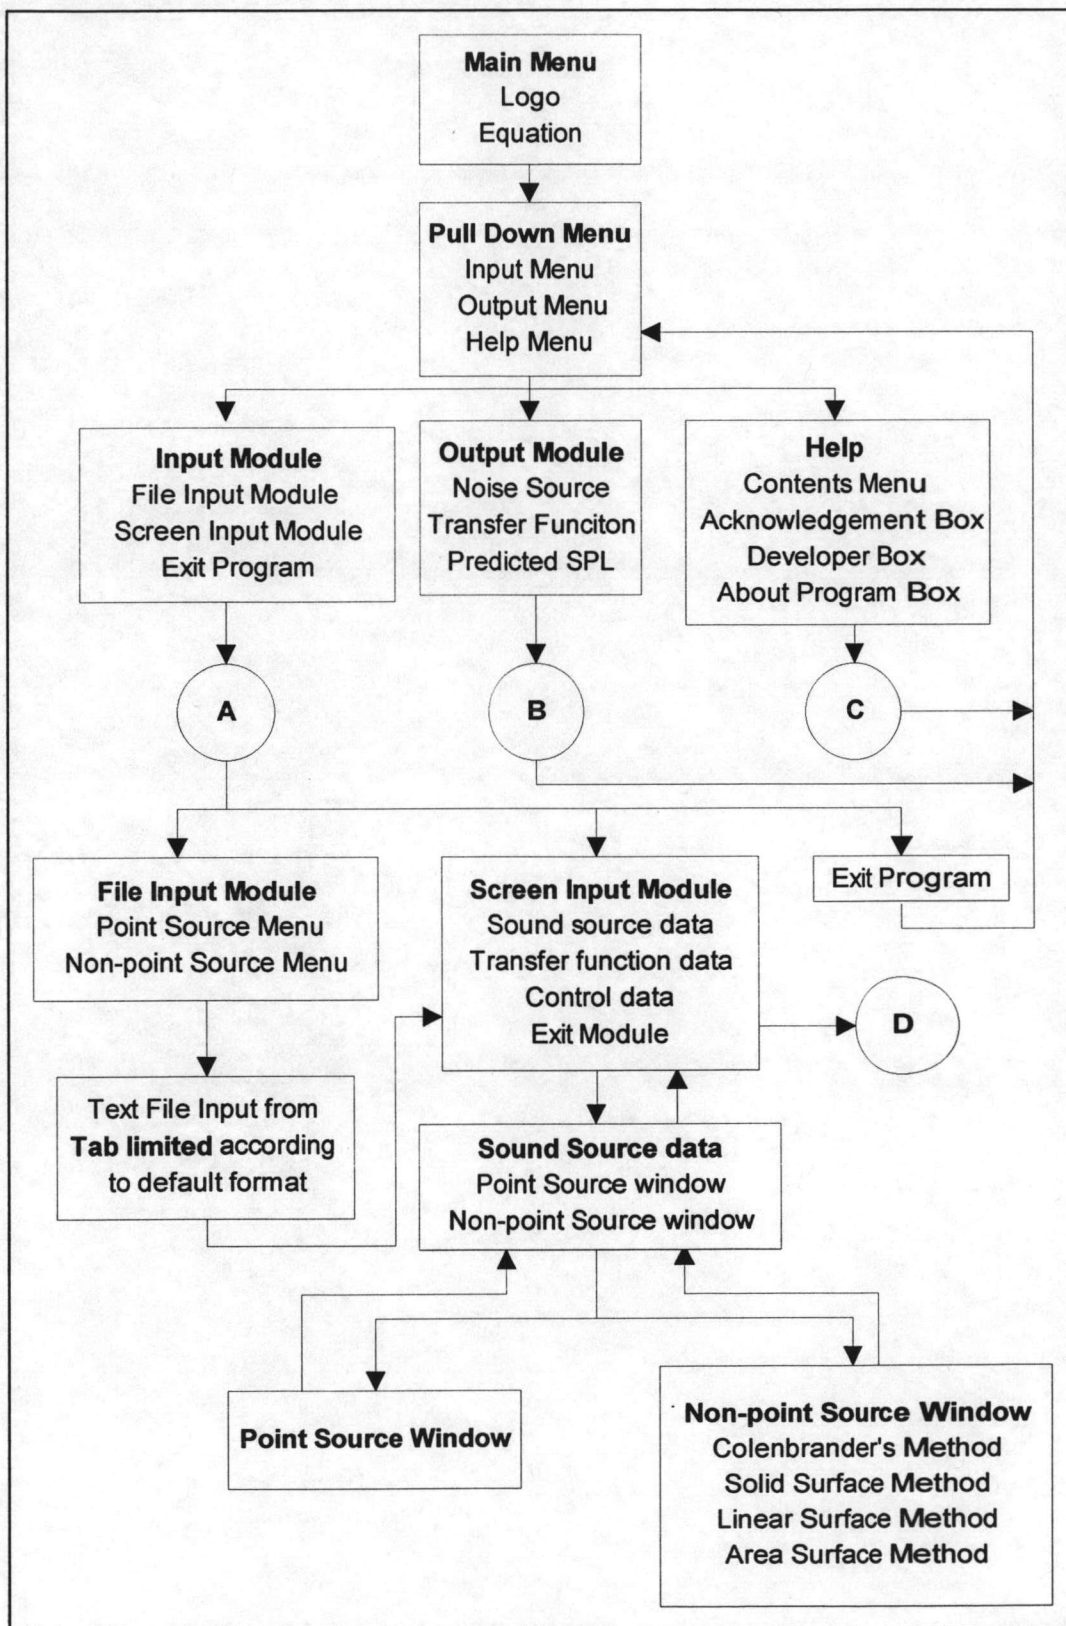 Main Menu
Logo
Equation
Pull Down Menu
Input Menu
Output Menu
Help Menu
Input Module
File Input Module
Screen Input Module
Exit Program
Output Module
Noise Source
Transfer Funciton
Predicted SPL
Help
Contents Menu
Acknowledgement Box
Developer Box
About Program Box
A
B
C
File Input Module
Point Source Menu
Non-point Source Menu
Screen Input Module
Sound source data
Transfer function data
Control data
Exit Module
Exit Program
D
Text File Input from
Tab limited according
to default format
Sound Source data
Point Source window
Non-point Source window
Point Source Window
Non-point Source Window
Colenbrander's Method
Solid Surface Method
Linear Surface Method
Area Surface Method